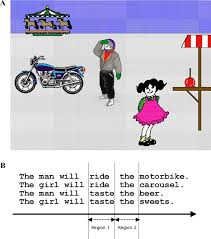 A
B
The man will ride the motorbike.
The girl will ride the carousel.
The man will taste the beer.
The girl will taste the sweets.
Region 1 Region 2